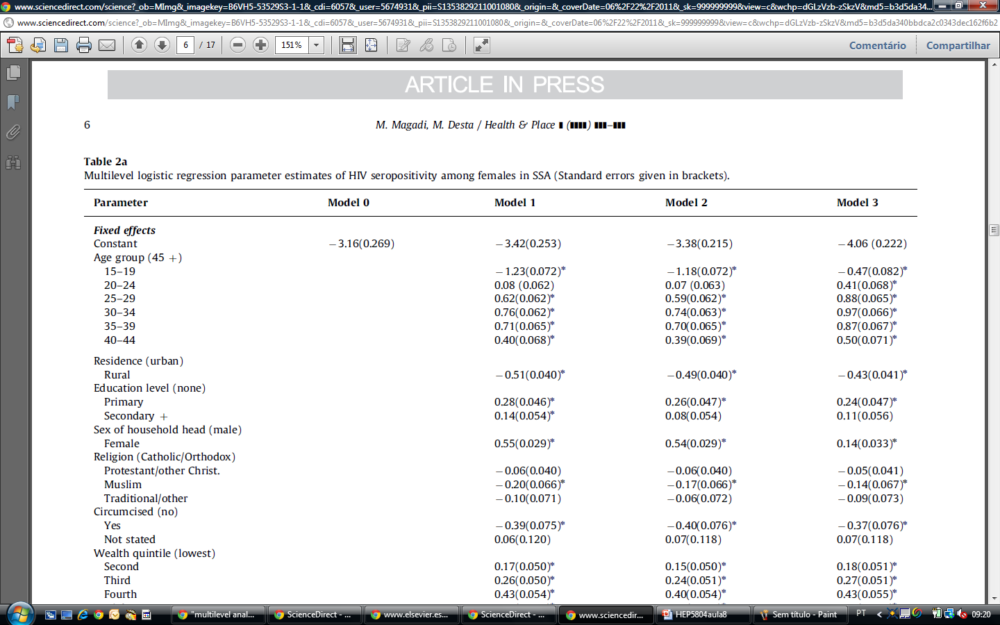 www.sciencedirect.com/science?_ob=MImg&_imagekey=B6VH5-53529S3-1-1&_cdi=6057&_user=5674931&_pii=S1353829211001080&_origin=&_coverDate=06%2F22%2F2011&_sk=999999999&view=c&wchp=dGLzVzb-zSkzV&md5=b3d5da34...
www.sciencedirect.com/science?_ob=MImg&_imagekey=B6VH5-53529S3-1-1&_cdi=6057&_user=5674931&_pii=S1353829211001080&_origin=&_coverDate=06%2F22%2F2011&_sk=999999999&view=c&wchp=dGLzVzb-zSkzV&md5=b3d5da340bbdca2c0343dec162f6b2
6 / 17 151% Comentário Compartilhar
ARTICLE IN PRESS
6 M. Magadi, M. Desta / Health & Place ▮ (▮▮▮▮) ▮▮▮–▮▮▮
Table 2a
Multilevel logistic regression parameter estimates of HIV seropositivity among females in SSA (Standard errors given in brackets).
Parameter Model 0 Model 1 Model 2 Model 3
Fixed effects
Constant −3.16(0.269) −3.42(0.253) −3.38(0.215) −4.06 (0.222)
Age group (45 +)
15–19 −1.23(0.072)* −1.18(0.072)* −0.47(0.082)*
20–24 0.08 (0.062) 0.07 (0.063) 0.41(0.068)*
25–29 0.62(0.062)* 0.59(0.062)* 0.88(0.065)*
30–34 0.76(0.062)* 0.74(0.063)* 0.97(0.066)*
35–39 0.71(0.065)* 0.70(0.065)* 0.87(0.067)*
40–44 0.40(0.068)* 0.39(0.069)* 0.50(0.071)*
Residence (urban)
Rural −0.51(0.040)* −0.49(0.040)* −0.43(0.041)*
Education level (none)
Primary 0.28(0.046)* 0.26(0.047)* 0.24(0.047)*
Secondary + 0.14(0.054)* 0.08(0.054) 0.11(0.056)
Sex of household head (male)
Female 0.55(0.029)* 0.54(0.029)* 0.14(0.033)*
Religion (Catholic/Orthodox)
Protestant/other Christ. −0.06(0.040) −0.06(0.040) −0.05(0.041)
Muslim −0.20(0.066)* −0.17(0.066)* −0.14(0.067)*
Traditional/other −0.10(0.071) −0.06(0.072) −0.09(0.073)
Circumcised (no)
Yes −0.39(0.075)* −0.40(0.076)* −0.37(0.076)*
Not stated 0.06(0.120) 0.07(0.118) 0.07(0.118)
Wealth quintile (lowest)
Second 0.17(0.050)* 0.15(0.050)* 0.18(0.051)*
Third 0.26(0.050)* 0.24(0.051)* 0.27(0.051)*
Fourth 0.43(0.054)* 0.40(0.054)* 0.43(0.055)*
"multilevel anal... ScienceDirect - ... www.elsevier.es... ScienceDirect - ... www.sciencedir... HEP5804aula8 Sem título - Paint PT 09:20